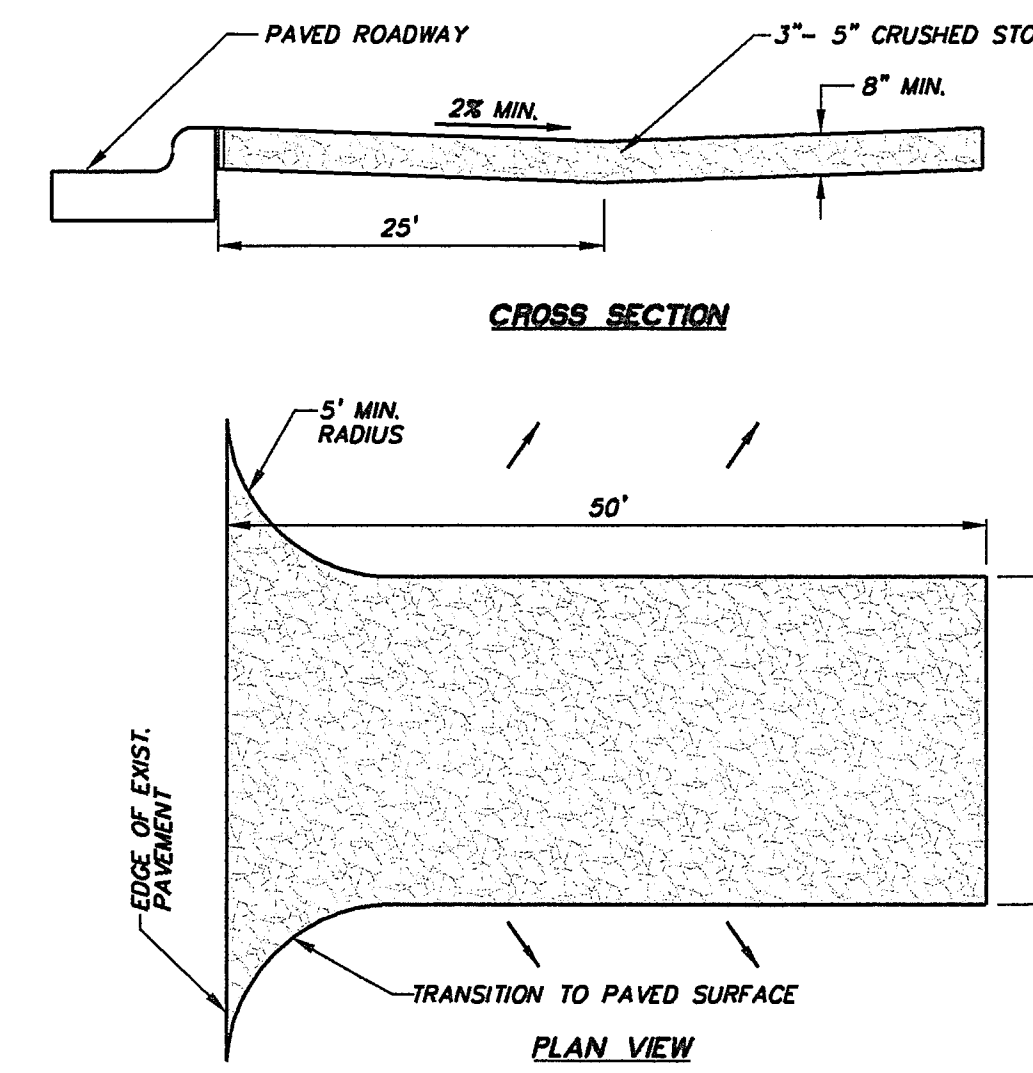 PAVED ROADWAY
3"- 5" CRUSHED STO
8" MIN.
2% MIN.
25'
CROSS SECTION
5' MIN.
RADIUS
50'
EDGE OF EXIST.
PAVEMENT
TRANSITION TO PAVED SURFACE
PLAN VIEW